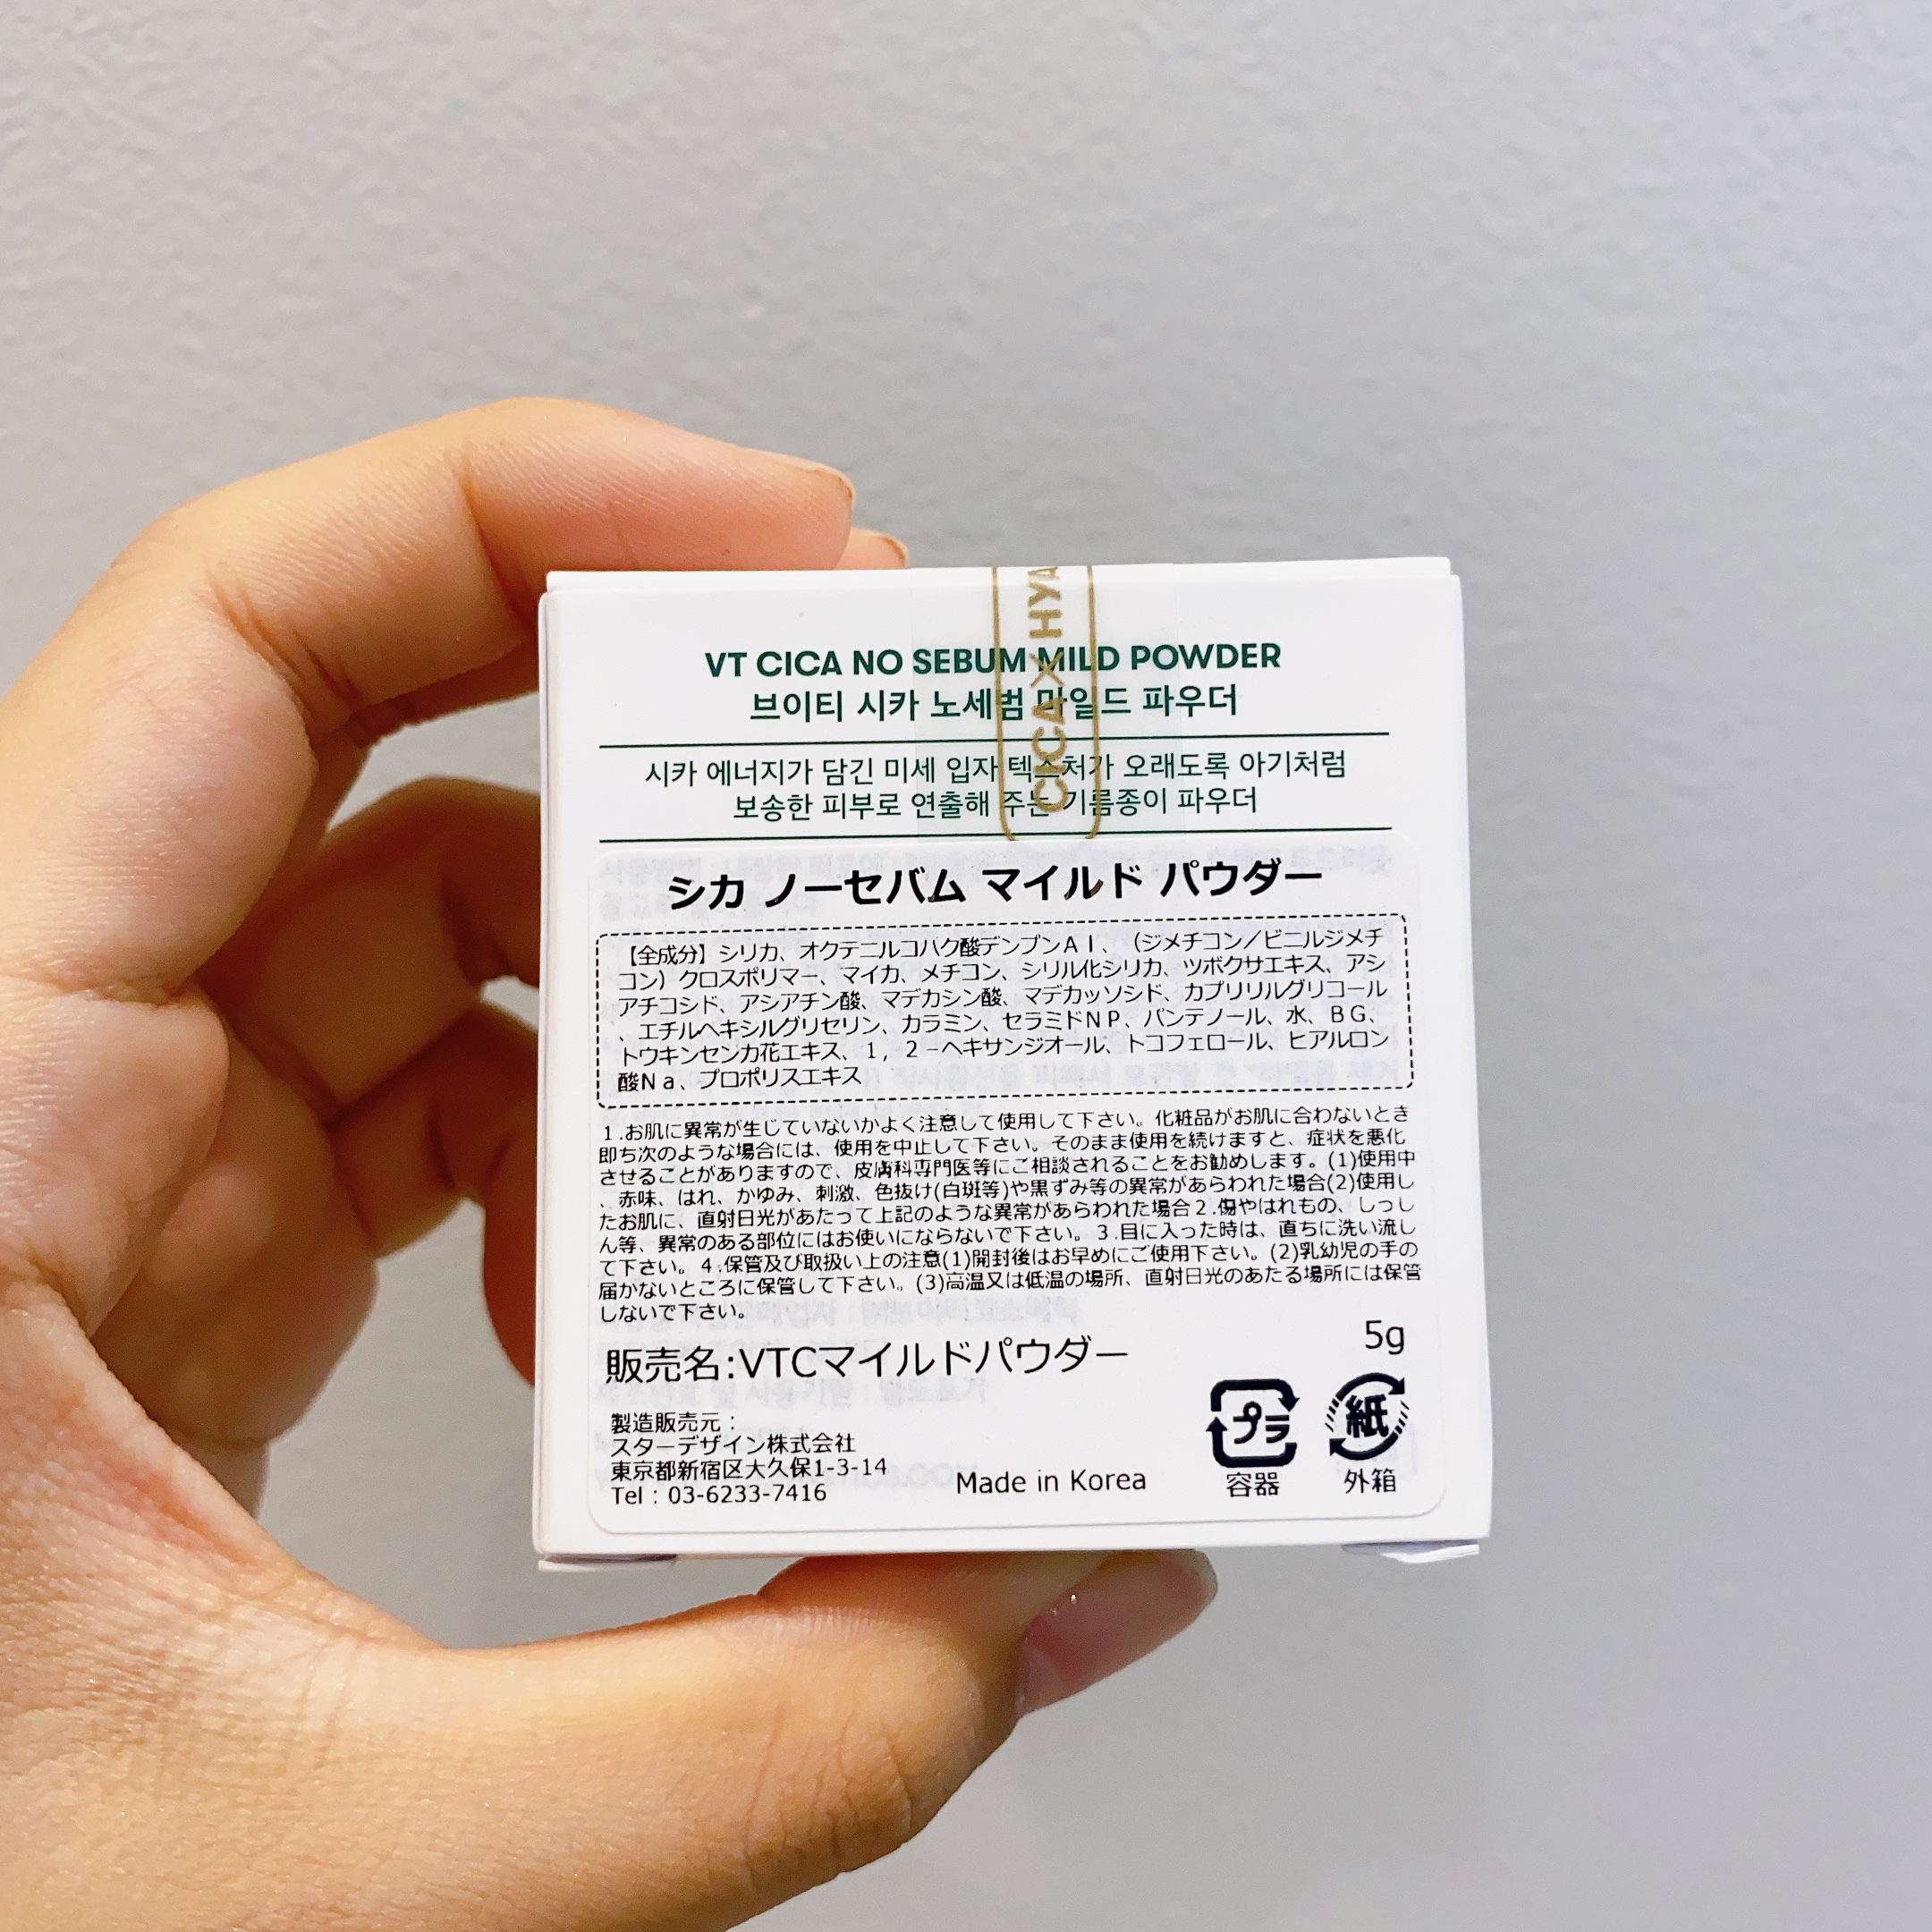 VT CICA NO SEBUM MILD POWDER
브이티 시카 노세범 마일드 파우더
CICA X HYA
시카 에너지가 담긴 미세 입자 텍스처가 오래도록 아기처럼
보송한 피부로 연출해 주는 기름종이 파우더
シカ ノーセバム マイルド パウダー
【全成分】シリカ、オクテニルコハク酸デンプンＡｌ、（ジメチコン／ビニルジメチ
コン）クロスポリマー、マイカ、メチコン、シリル化シリカ、ツボクサエキス、アシ
アチコシド、アシアチン酸、マデカシン酸、マデカッソシド、カプリリルグリコール
、エチルヘキシルグリセリン、カラミン、セラミドＮＰ、パンテノール、水、ＢＧ、
トウキンセンカ花エキス、１，２－ヘキサンジオール、トコフェロール、ヒアルロン
酸Ｎａ、プロポリスエキス
1.お肌に異常が生じていないかよく注意して使用して下さい。化粧品がお肌に合わないとき
即ち次のような場合には、使用を中止して下さい。そのまま使用を続けますと、症状を悪化
させることがありますので、皮膚科専門医等にご相談されることをお勧めします。(1)使用中
、赤味、はれ、かゆみ、刺激、色抜け(白斑等)や黒ずみ等の異常があらわれた場合(2)使用し
たお肌に、直射日光があたって上記のような異常があらわれた場合2.傷やはれもの、しっし
ん等、異常のある部位にはお使いにならないで下さい。3.目に入った時は、直ちに洗い流し
て下さい。4.保管及び取扱い上の注意(1)開封後はお早めにご使用下さい。(2)乳幼児の手の
届かないところに保管して下さい。(3)高温又は低温の場所、直射日光のあたる場所には保管
しないで下さい。
5g
販売名:VTCマイルドパウダー
製造販売元：
スターデザイン株式会社
東京都新宿区大久保1-3-14
Tel：03-6233-7416
Made in Korea
プラ
容器
紙
外箱